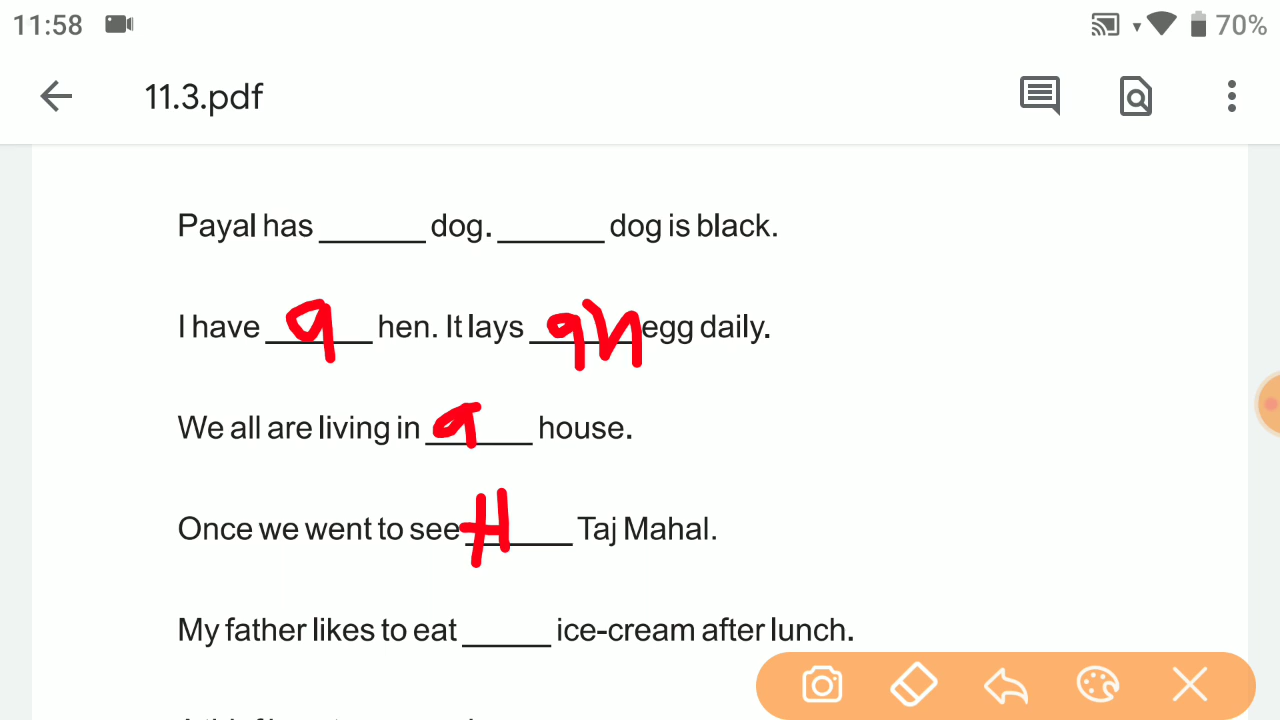 11:58 70%
11.3.pdf
Payal has ______ dog. ______ dog is black.
I have a hen. It lays an egg daily.
We all are living in a house.
Once we went to see ______ Taj Mahal.
My father likes to eat _____ ice-cream after lunch.